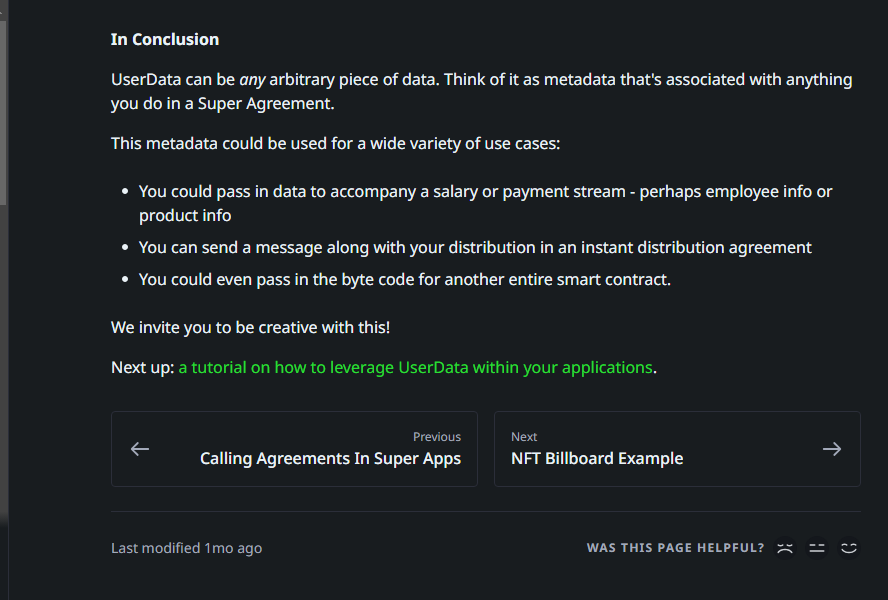 In Conclusion
UserData can be any arbitrary piece of data. Think of it as metadata that's associated with anything
you do in a Super Agreement.
This metadata could be used for a wide variety of use cases:
• You could pass in data to accompany a salary or payment stream - perhaps employee info or
product info
• You can send a message along with your distribution in an instant distribution agreement
• You could even pass in the byte code for another entire smart contract.
We invite you to be creative with this!
Next up: a tutorial on how to leverage UserData within your applications.
Previous
Calling Agreements In Super Apps
Next
NFT Billboard Example
Last modified 1mo ago
WAS THIS PAGE HELPFUL?